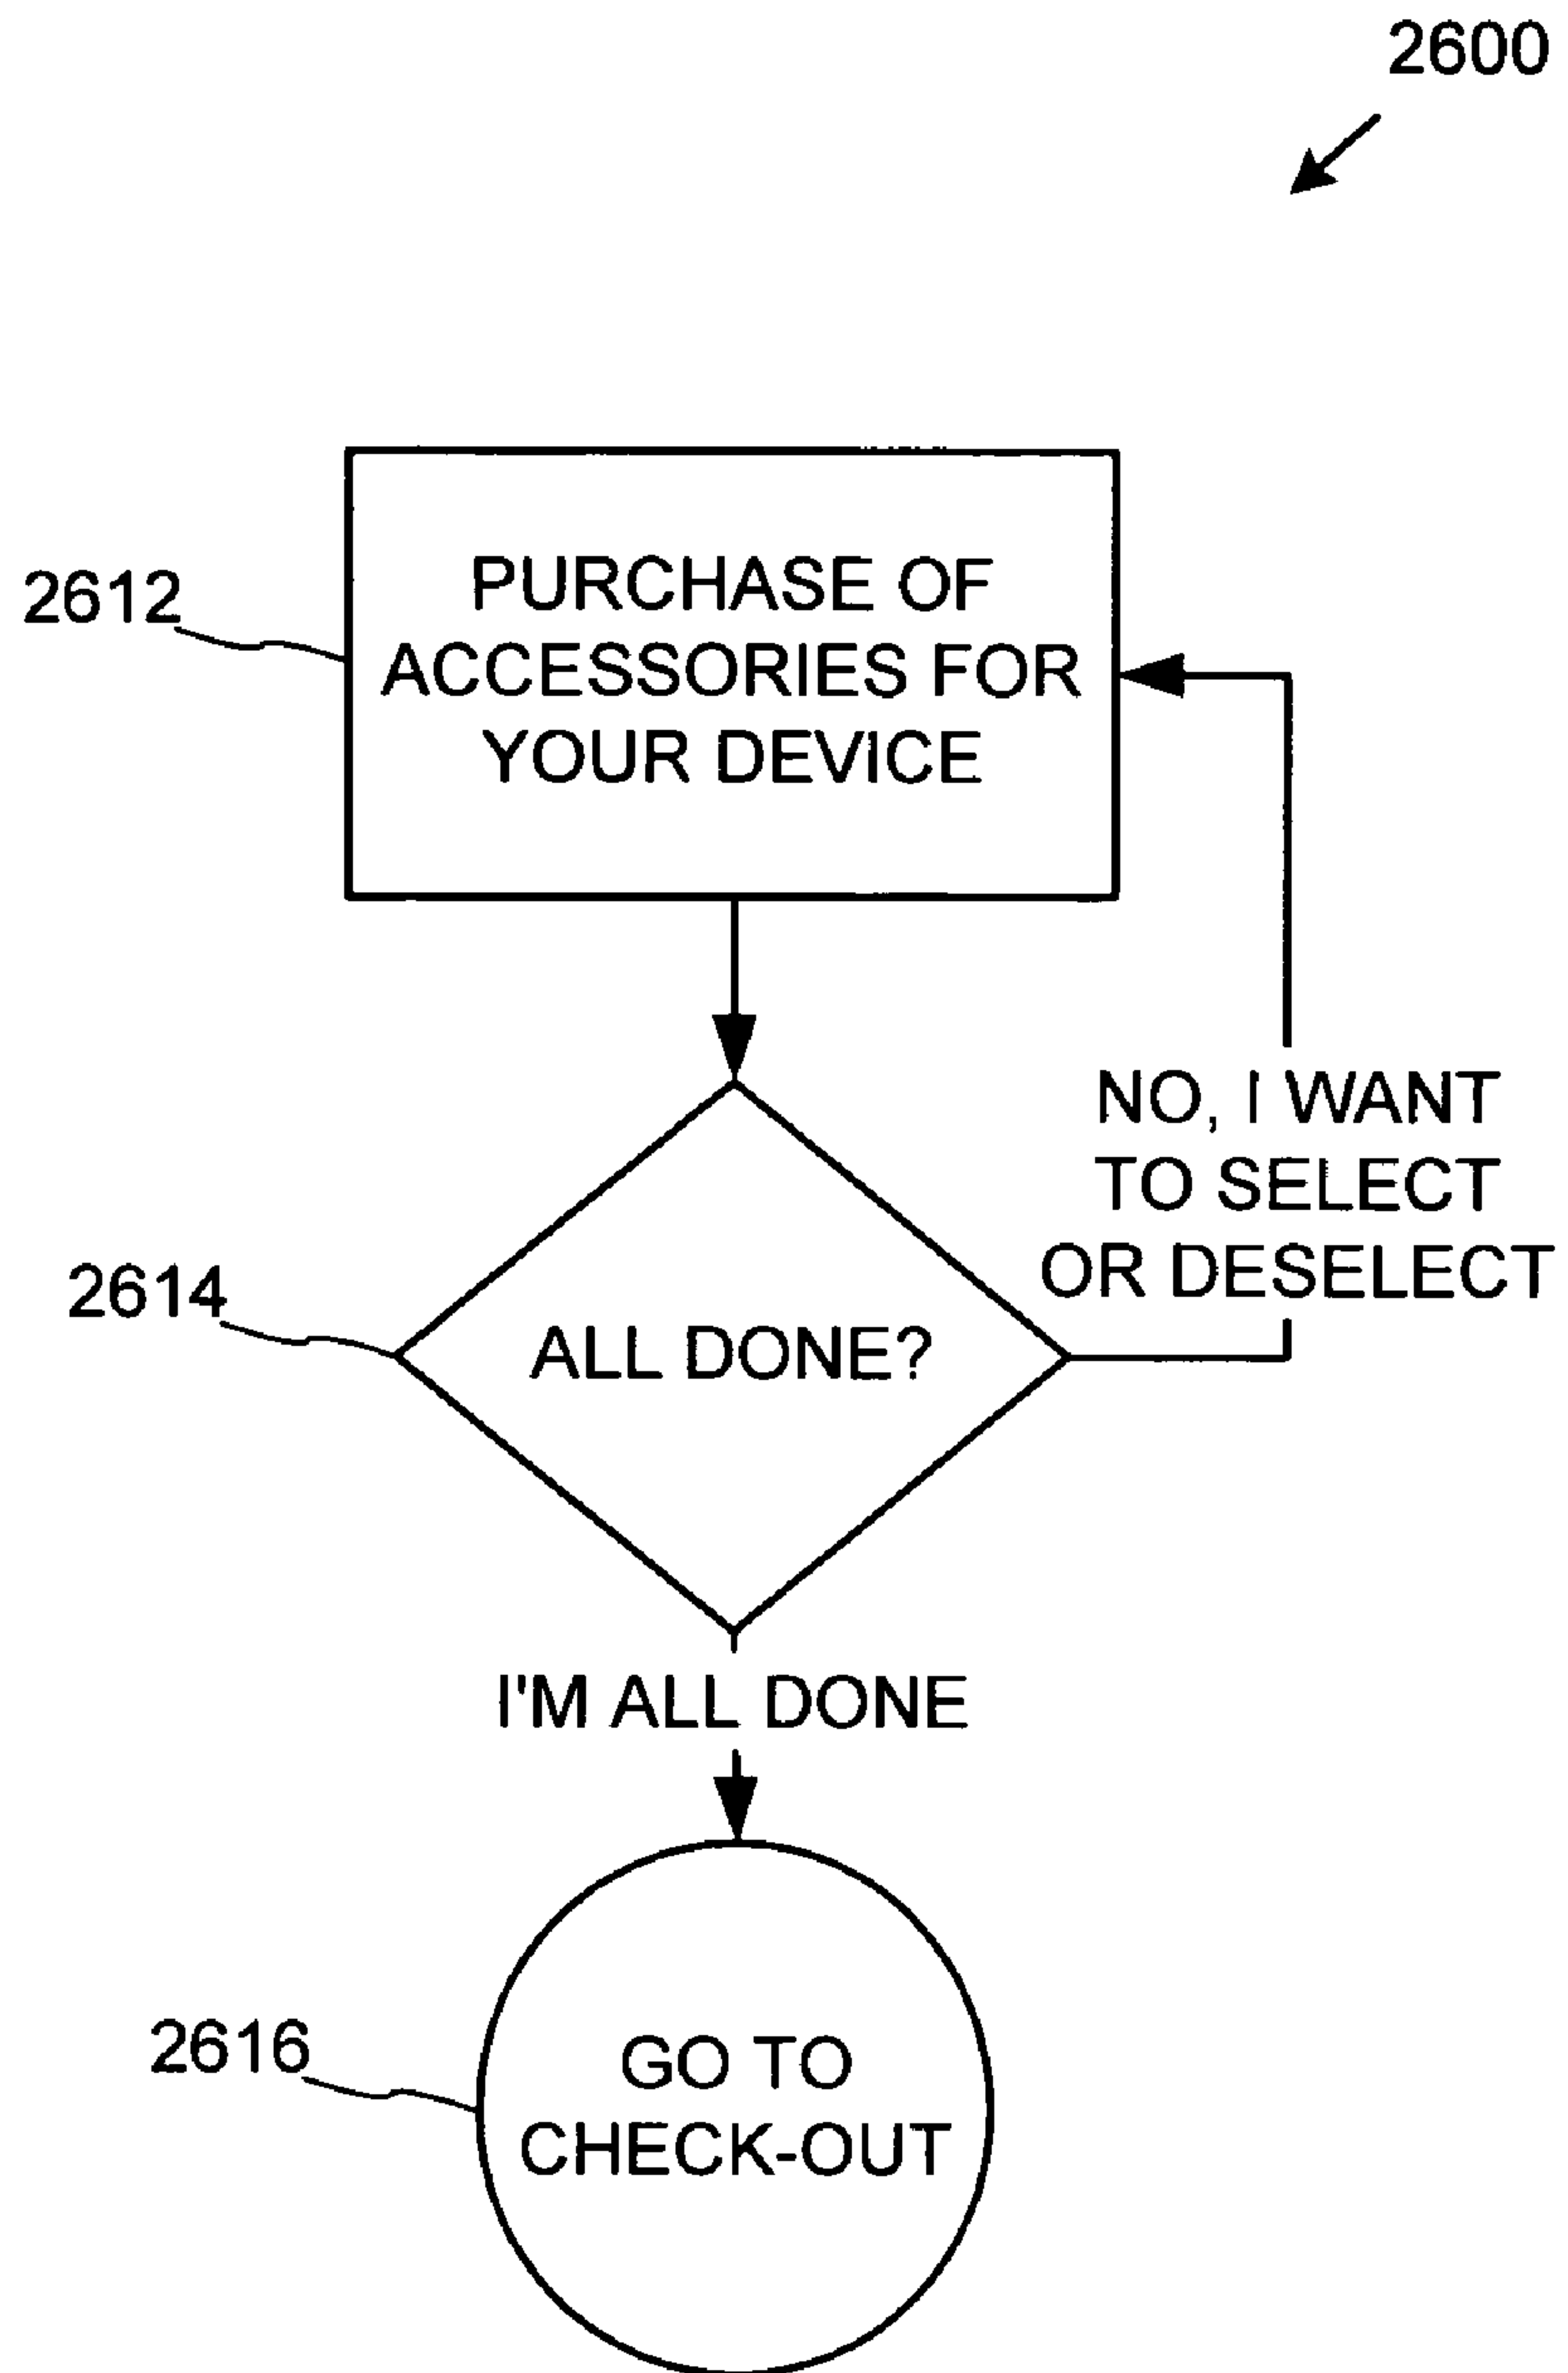 2600
2612
PURCHASE OF
ACCESSORIES FOR
YOUR DEVICE
NO, I WANT
TO SELECT
OR DESELECT
2614
ALL DONE?
I'M ALL DONE
2616
GO TO
CHECK-OUT